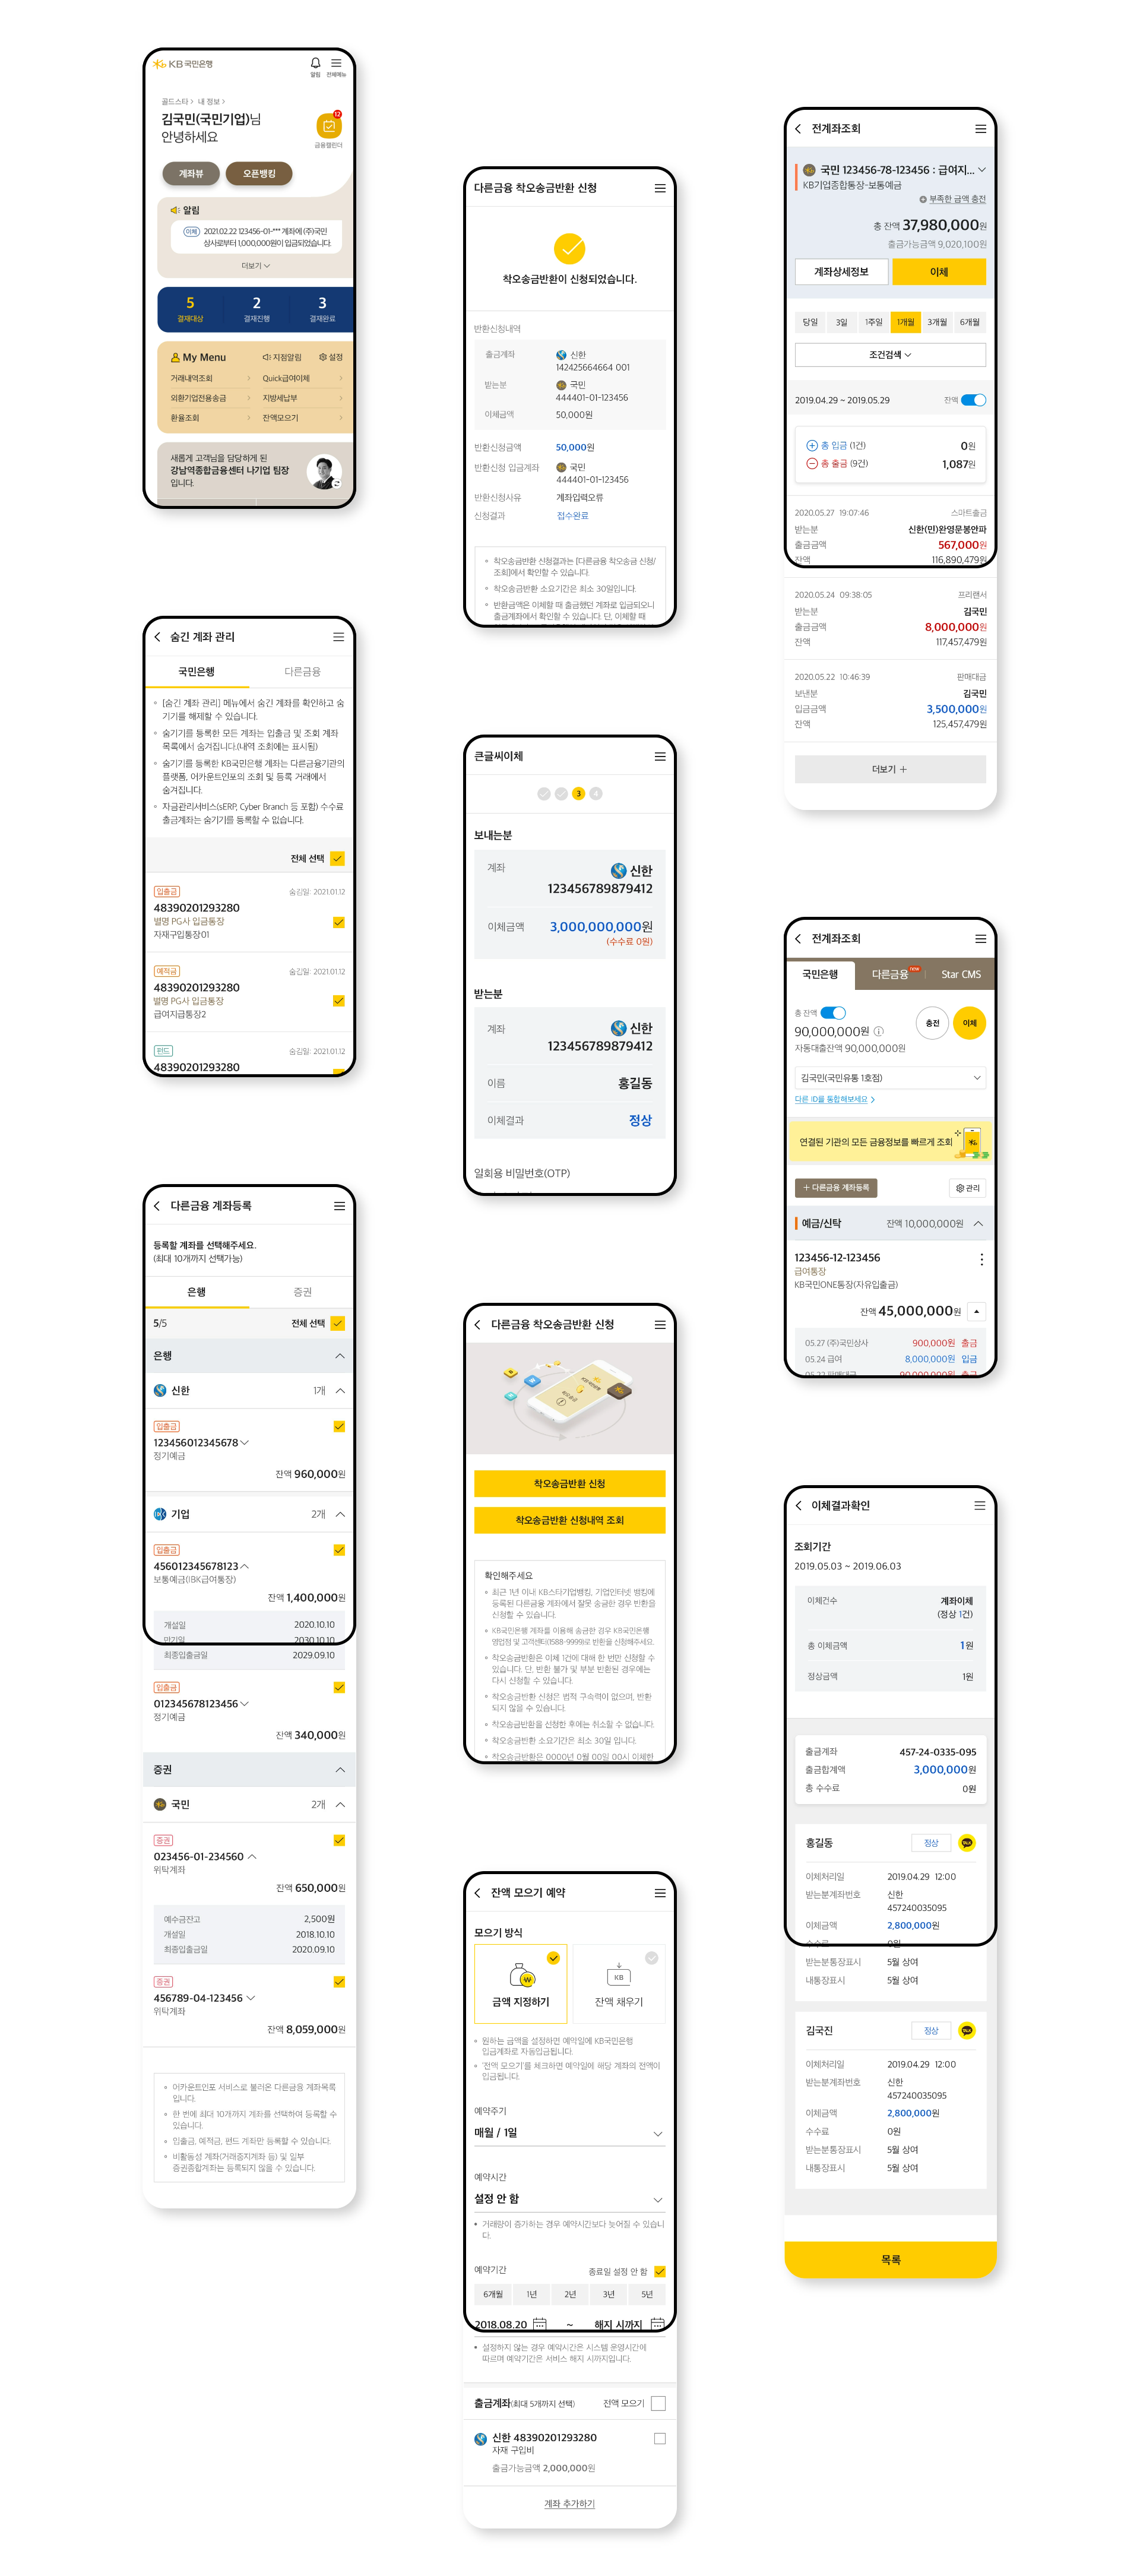 KB 국민은행
알림 전체메뉴
골드스타 > 내 정보 >
김국민(국민기업)님
안녕하세요
12
금융캘린더
계좌뷰
오픈뱅킹
알림
이체 2021.02.22 123456-01-*** 계좌에 (주)국민
상사로부터 1,000,000원이 입금되었습니다.
더보기
5 2 3
결재대상 결재진행 결재완료
My Menu 지점알림 설정
거래내역조회 Quick급여이체
외환기업전용송금 지방세납부
환율조회 잔액모으기
새롭게 고객님을 담당하게 된
강남역종합금융센터 나기업 팀장
입니다.
숨긴 계좌 관리
국민은행 다른금융
[숨긴 계좌 관리] 메뉴에서 숨긴 계좌를 확인하고 숨
기기를 해제할 수 있습니다.
숨기기를 등록한 모든 계좌는 입출금 및 조회 계좌
목록에서 숨겨집니다.(내역 조회에는 표시됨)
숨기기를 등록한 KB국민은행 계좌는 다른금융기관의
플랫폼, 어카운트인포의 조회 및 등록 거래에서
숨겨집니다.
자금관리서비스(sERP, Cyber Branch 등 포함) 수수료
출금계좌는 숨기기를 등록할 수 없습니다.
전체 선택
입출금 숨김일: 2021.01.12
48390201293280
별명 PG사 입금통장
자재구입통장01
예적금 숨김일: 2021.01.12
48390201293280
별명 PG사 입금통장
급여지급통장2
펀드 숨김일: 2021.01.12
48390201293280
다른금융 계좌등록
등록할 계좌를 선택해주세요.
(최대 10개까지 선택가능)
은행 증권
5/5 전체 선택
은행
신한 1개
입출금
123456012345678
정기예금
잔액 960,000원
기업 2개
입출금
456012345678123
보통예금(IBK급여통장)
잔액 1,400,000원
개설일 2020.10.10
만기일 2030.10.10
최종입출금일 2029.09.10
입출금
012345678123456
정기예금
잔액 340,000원
증권
국민 2개
증권
023456-01-234560
위탁계좌
잔액 650,000원
예수금잔고 2,500원
개설일 2018.10.10
최종입출금일 2020.09.10
증권
456789-04-123456
위탁계좌
잔액 8,059,000원
어카운트인포 서비스로 불러온 다른금융 계좌목록
입니다.
한 번에 최대 10개까지 계좌를 선택하여 등록할 수
있습니다.
입출금, 예적금, 펀드 계좌만 등록할 수 있습니다.
비활동성 계좌(거래중지계좌 등) 및 일부
증권종합계좌는 등록되지 않을 수 있습니다.
다른금융 착오송금반환 신청
착오송금반환이 신청되었습니다.
반환신청내역
출금계좌 신한
142425664664 001
받는분 국민
444401-01-123456
이체금액 50,000원
반환신청금액 50,000원
반환신청 입금계좌 국민
444401-01-123456
반환신청사유 계좌입력오류
신청결과 접수완료
착오송금반환 신청결과는 [다른금융 착오송금 신청/
조회]에서 확인할 수 있습니다.
착오송금반환 소요기간은 최소 30일입니다.
반환금액은 이체할 때 출금했던 계좌로 입금되오니
출금계좌에서 확인할 수 있습니다. 단, 이체할 때
큰글씨이체
3 4
보내는분
계좌 신한
123456789879412
이체금액 3,000,000,000원
(수수료 0원)
받는분
계좌 신한
123456789879412
이름 홍길동
이체결과 정상
일회용 비밀번호(OTP)
다른금융 착오송금반환 신청
착오송금반환 신청
착오송금반환 신청내역 조회
확인해주세요
최근 1년 이내 KB스타기업뱅킹, 기업인터넷 뱅킹에
등록된 다른금융 계좌에서 잘못 송금한 경우 반환을
신청할 수 있습니다.
KB국민은행 계좌를 이용해 송금한 경우 KB국민은행
영업점 및 고객센터(1588-9999)로 반환을 신청해주세요.
착오송금반환은 이체 1건에 대해 한 번만 신청할 수
있습니다. 단, 반환 불가 및 부분 반환된 경우에는
다시 신청할 수 있습니다.
착오송금반환 신청은 법적 구속력이 없으며, 반환
되지 않을 수 있습니다.
착오송금반환을 신청한 후에는 취소할 수 없습니다.
착오송금반환 소요기간은 최소 30일 입니다.
착오송금반환은 0000년 0월 00일 00시 이체한
잔액 모으기 예약
모으기 방식
KB
금액 지정하기 잔액 채우기
원하는 금액을 설정하면 예약일에 KB국민은행
입금계좌로 자동입금됩니다.
'전액 모으기'를 체크하면 예약일에 해당 계좌의 전액이
입금됩니다.
예약주기
매월 / 1일
예약시간
설정 안 함
거래량이 증가하는 경우 예약시간보다 늦어질 수 있습니
다.
예약기간 종료일 설정 안 함
6개월 1년 2년 3년 5년
2018.08.20 ~ 해지 시까지
설정하지 않는 경우 예약시간은 시스템 운영시간에
따르며 예약기간은 서비스 해지 시까지입니다.
출금계좌(최대 5개까지 선택) 전액 모으기
신한 48390201293280
자재 구입비
출금가능금액 2,000,000원
계좌 추가하기
전계좌조회
국민 123456-78-123456 : 급여지...
KB기업종합통장-보통예금
부족한 금액 충전
총 잔액 37,980,000원
출금가능금액 9,020,100원
계좌상세정보 이체
당일 3일 1주일 1개월 3개월 6개월
조건검색
2019.04.29 ~ 2019.05.29 잔액
총 입금 (1건) 0원
총 출금 (9건) 1,087원
2020.05.27 19:07:46 스마트출금
받는분 신한(민)완영문봉안파
출금금액 567,000원
잔액 116,890,479원
2020.05.24 09:38:05 프리랜서
받는분 김국민
출금금액 8,000,000원
잔액 117,457,479원
2020.05.22 10:46:39 판매대금
보낸분 김국민
입금금액 3,500,000원
잔액 125,457,479원
더보기 +
전계좌조회
국민은행 다른금융 new Star CMS
총 잔액
90,000,000원
자동대출잔액 90,000,000원
충전 이체
김국민(국민유통 1호점)
다른 ID을 통합해보세요 >
연결된 기관의 모든 금융정보를 빠르게 조회
+ 다른금융 계좌등록 관리
예금/신탁 잔액 10,000,000원
123456-12-123456
급여통장
KB국민ONE통장(자유입출금)
잔액 45,000,000원
05.27 (주)국민상사 900,000원 출금
05.24 급여 8,000,000원 입금
05.22 판매대금 90,000,000원 출금
이체결과확인
조회기간
2019.05.03 ~ 2019.06.03
이체건수 계좌이체
(정상 1건)
총 이체금액 1원
정상금액 1원
출금계좌 457-24-0335-095
출금합계액 3,000,000원
총 수수료 0원
홍길동 정상 TALK
이체처리일 2019.04.29 12:00
받는분계좌번호 신한
457240035095
이체금액 2,800,000원
수수료 0원
받는분통장표시 5월 상여
내통장표시 5월 상여
김국진 정상 TALK
이체처리일 2019.04.29 12:00
받는분계좌번호 신한
457240035095
이체금액 2,800,000원
수수료 0원
받는분통장표시 5월 상여
내통장표시 5월 상여
목록